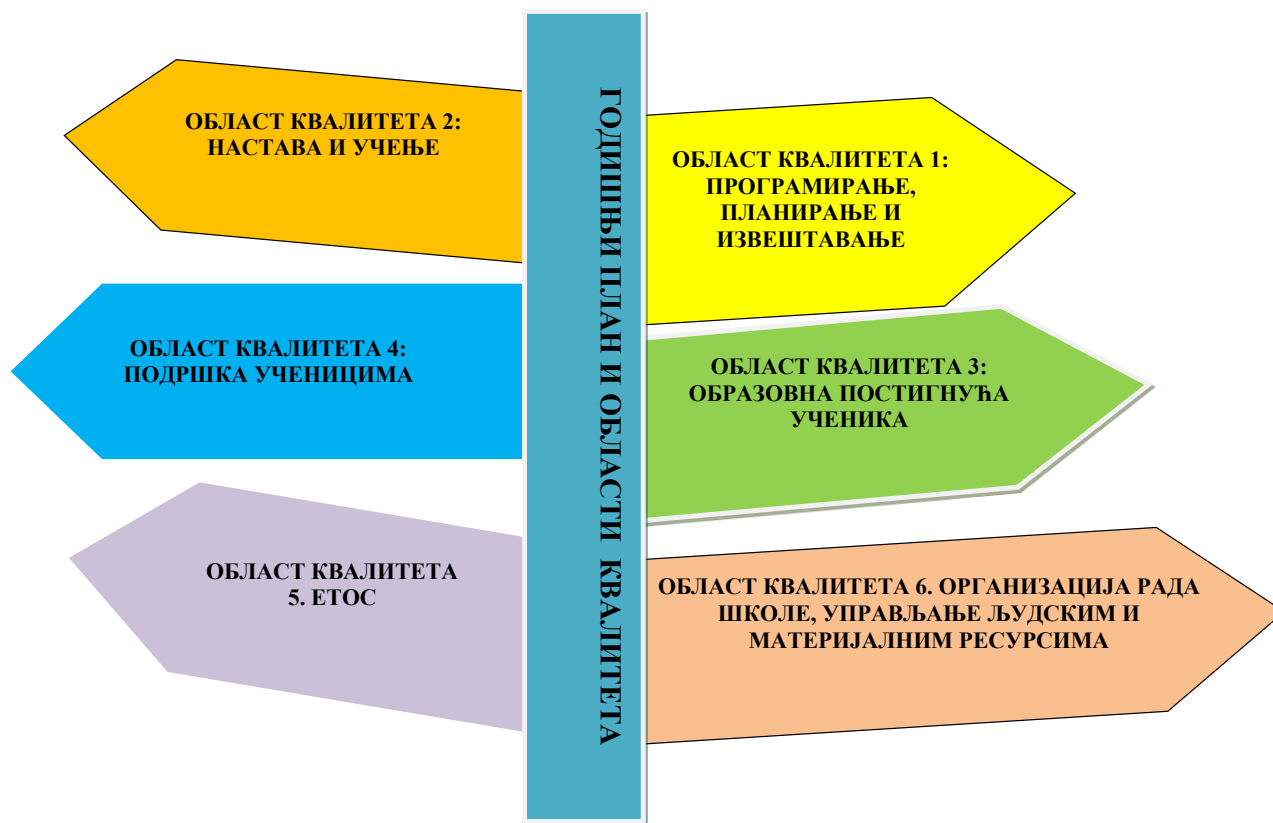 ГОДИШЊИ ПЛАН И ОБЛАСТИ КВАЛИТЕТА
ОБЛАСТ КВАЛИТЕТА 1:
ПРОГРАМИРАЊЕ,
ПЛАНИРАЊЕ И
ИЗВЕШТАВАЊЕ
ОБЛАСТ КВАЛИТЕТА 2:
НАСТАВА И УЧЕЊЕ
ОБЛАСТ КВАЛИТЕТА 3:
ОБРАЗОВНА ПОСТИГНУЋА
УЧЕНИКА
ОБЛАСТ КВАЛИТЕТА 4:
ПОДРШКА УЧЕНИЦИМА
ОБЛАСТ КВАЛИТЕТА
5. ЕТОС
ОБЛАСТ КВАЛИТЕТА 6. ОРГАНИЗАЦИЈА РАДА
ШКОЛЕ, УПРАВЉАЊЕ ЉУДСКИМ И
МАТЕРИЈАЛНИМ РЕСУРСИМА